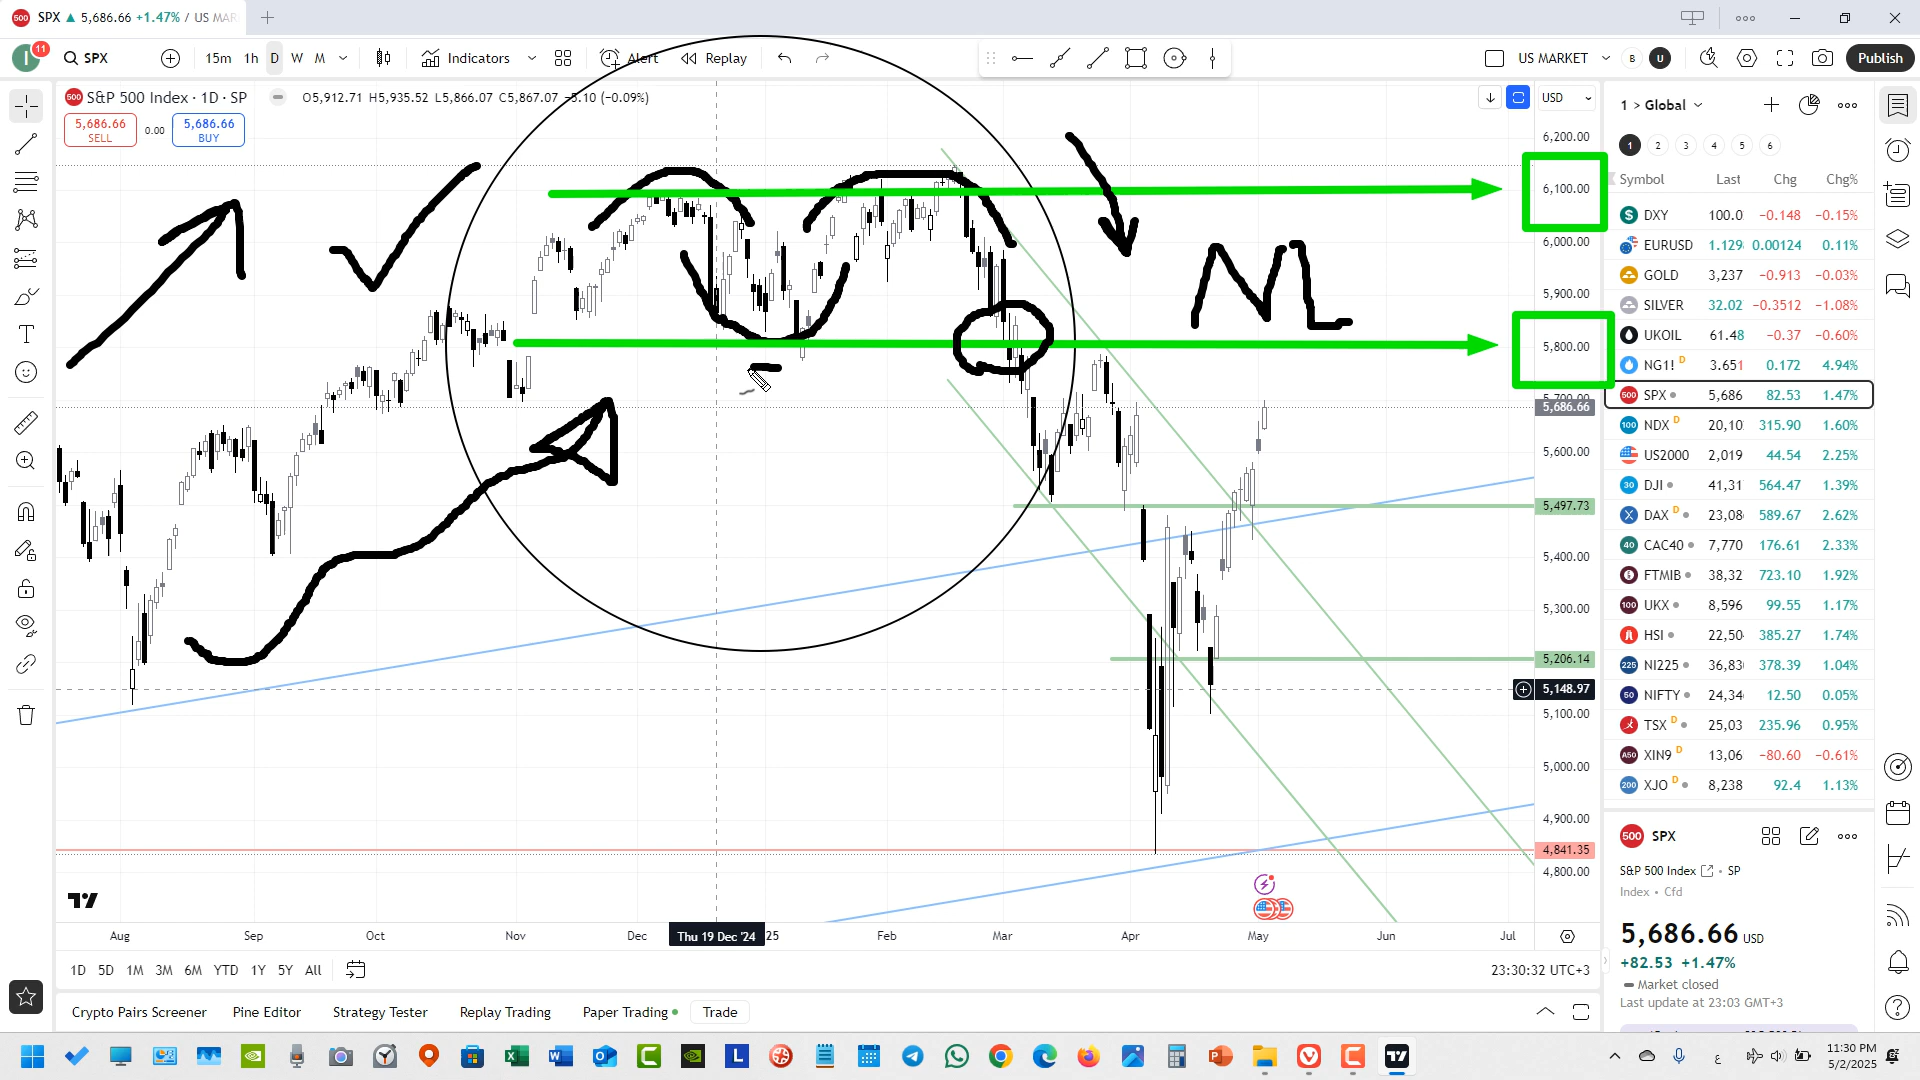 SPX ▲ 5,686.66 +1.47% / US MAR
11
SPX 15m 1h D W M Indicators Alert Replay US MARKET B U Publish
S&P 500 Index · 1D · SP O5,912.71 H5,935.52 L5,866.07 C5,867.07 −5.10 (−0.09%)
5,686.66 SELL 0.00 5,686.66 BUY
USD
6,200.00
6,100.00
6,000.00
5,900.00
5,800.00
5,700.00
5,686.66
5,600.00
5,497.73
5,400.00
5,300.00
5,206.14
5,148.97
5,100.00
5,000.00
4,900.00
4,841.35
4,800.00
Aug Sep Oct Nov Dec Thu 19 Dec '24 25 Feb Mar Apr May Jun Jul
1D 5D 1M 3M 6M YTD 1Y 5Y All 23:30:32 UTC+3
Crypto Pairs Screener Pine Editor Strategy Tester Replay Trading Paper Trading Trade
1 > Global
1 2 3 4 5 6
Symbol Last Chg Chg%
DXY 100.0 −0.148 −0.15%
EURUSD 1.129 0.00124 0.11%
GOLD 3,237 −0.913 −0.03%
SILVER 32.02 −0.3512 −1.08%
UKOIL 61.48 −0.37 −0.60%
NG1! D 3.651 0.172 4.94%
500 SPX 5,686 82.53 1.47%
100 NDX D 20,10 315.90 1.60%
US2000 2,019 44.54 2.25%
30 DJI 41,31 564.47 1.39%
DAX D 23,08 589.67 2.62%
40 CAC40 7,770 176.61 2.33%
FTMIB 38,32 723.10 1.92%
100 UKX 8,596 99.55 1.17%
HSI 22,50 385.27 1.74%
225 NI225 36,83 378.39 1.04%
50 NIFTY 24,34 12.50 0.05%
TSX D 25,03 235.96 0.95%
A50 XIN9 D 13,06 −80.60 −0.61%
200 XJO D 8,238 92.4 1.13%
500 SPX
S&P 500 Index · SP
Index · Cfd
5,686.66 USD
+82.53 +1.47%
Market closed
Last update at 23:03 GMT+3
11:30 PM
5/2/2025